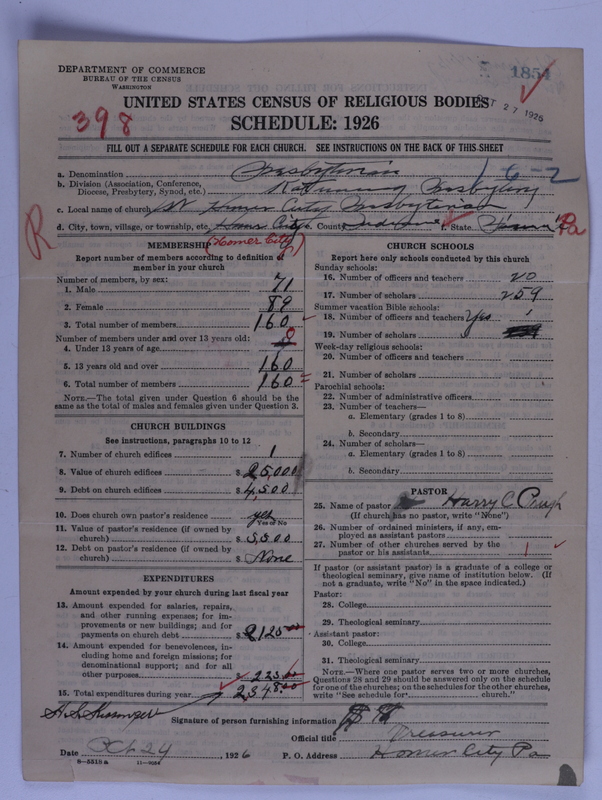 DEPARTMENT OF COMMERCE
BUREAU OF THE CENSUS
WASHINGTON
1854
OCT 27 1926
UNITED STATES CENSUS OF RELIGIOUS BODIES
398
SCHEDULE: 1926
FILL OUT A SEPARATE SCHEDULE FOR EACH CHURCH. SEE INSTRUCTIONS ON THE BACK OF THIS SHEET
a. Denomination Presbyterian
b. Division (Association, Conference, Diocese, Presbytery, Synod, etc.) Kittanning Presbytery 16-2
c. Local name of church Homer City Presbyterian
d. City, town, village, or township, etc. Homer City e. County Indiana f. State Pa
R
(Homer City)
MEMBERSHIP
Report number of members according to definition of member in your church
Number of members, by sex:
1. Male 71
2. Female 89
3. Total number of members 160
Number of members under and over 13 years old:
4. Under 13 years of age 0
5. 13 years old and over 160
6. Total number of members 160
NOTE.—The total given under Question 6 should be the same as the total of males and females given under Question 3.
CHURCH BUILDINGS
See instructions, paragraphs 10 to 12
7. Number of church edifices 1
8. Value of church edifices $ 25,000
9. Debt on church edifices $ 4,500
10. Does church own pastor's residence yes
Yes or No
11. Value of pastor's residence (if owned by church) $ 5,500
12. Debt on pastor's residence (if owned by church) $ None
EXPENDITURES
Amount expended by your church during last fiscal year
13. Amount expended for salaries, repairs, and other running expenses; for improvements or new buildings; and for payments on church debt $ 2125.00
14. Amount expended for benevolences, including home and foreign missions; for denominational support; and for all other purposes $ 223.00
15. Total expenditures during year 2,348.00
CHURCH SCHOOLS
Report here only schools conducted by this church
Sunday schools:
16. Number of officers and teachers 20
17. Number of scholars 259
Summer vacation Bible schools:
18. Number of officers and teachers Yes 1
19. Number of scholars
Week-day religious schools:
20. Number of officers and teachers
21. Number of scholars
Parochial schools:
22. Number of administrative officers
23. Number of teachers—
a. Elementary (grades 1 to 8)
b. Secondary
24. Number of scholars—
a. Elementary (grades 1 to 8)
b. Secondary
PASTOR
25. Name of pastor Harry C.
(If church has no pastor, write "None")
26. Number of ordained ministers, if any, employed as assistant pastors
27. Number of other churches served by the pastor or his assistants 1
If pastor (or assistant pastor) is a graduate of a college or theological seminary, give name of institution below. (If not a graduate, write "No" in the space indicated.)
Pastor:
28. College
29. Theological seminary
Assistant pastor:
30. College
31. Theological seminary
NOTE.—Where one pastor serves two or more churches, Questions 28 and 29 should be answered only on the schedule for one of the churches; on the schedules for the other churches, write "See schedule for church."
Signature of person furnishing information
Official title Treasurer
Date Oct 24, 1926 P. O. Address Homer City Pa
8—5518a 11—9024